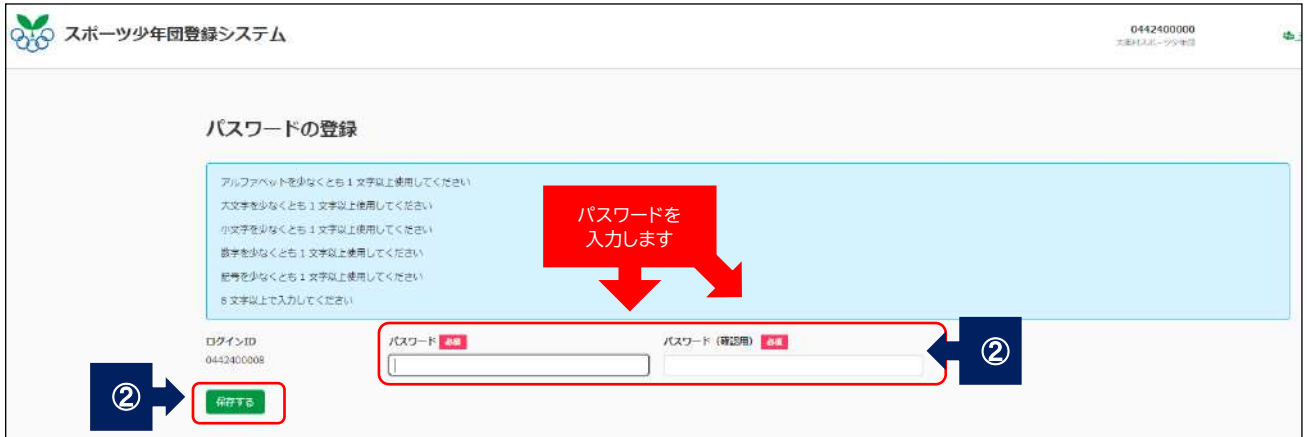 スポーツ少年団登録システム
0442400000
パスワードの登録
アルファベットを少なくとも1文字以上使用してください
大文字を少なくとも1文字以上使用してください
小文字を少なくとも1文字以上使用してください
数字を少なくとも1文字以上使用してください
記号を少なくとも1文字以上使用してください
8文字以上で入力してください
パスワードを
入力します
ログインID
0442400008
パスワード 必須
パスワード（確認用） 必須
②
②
保存する